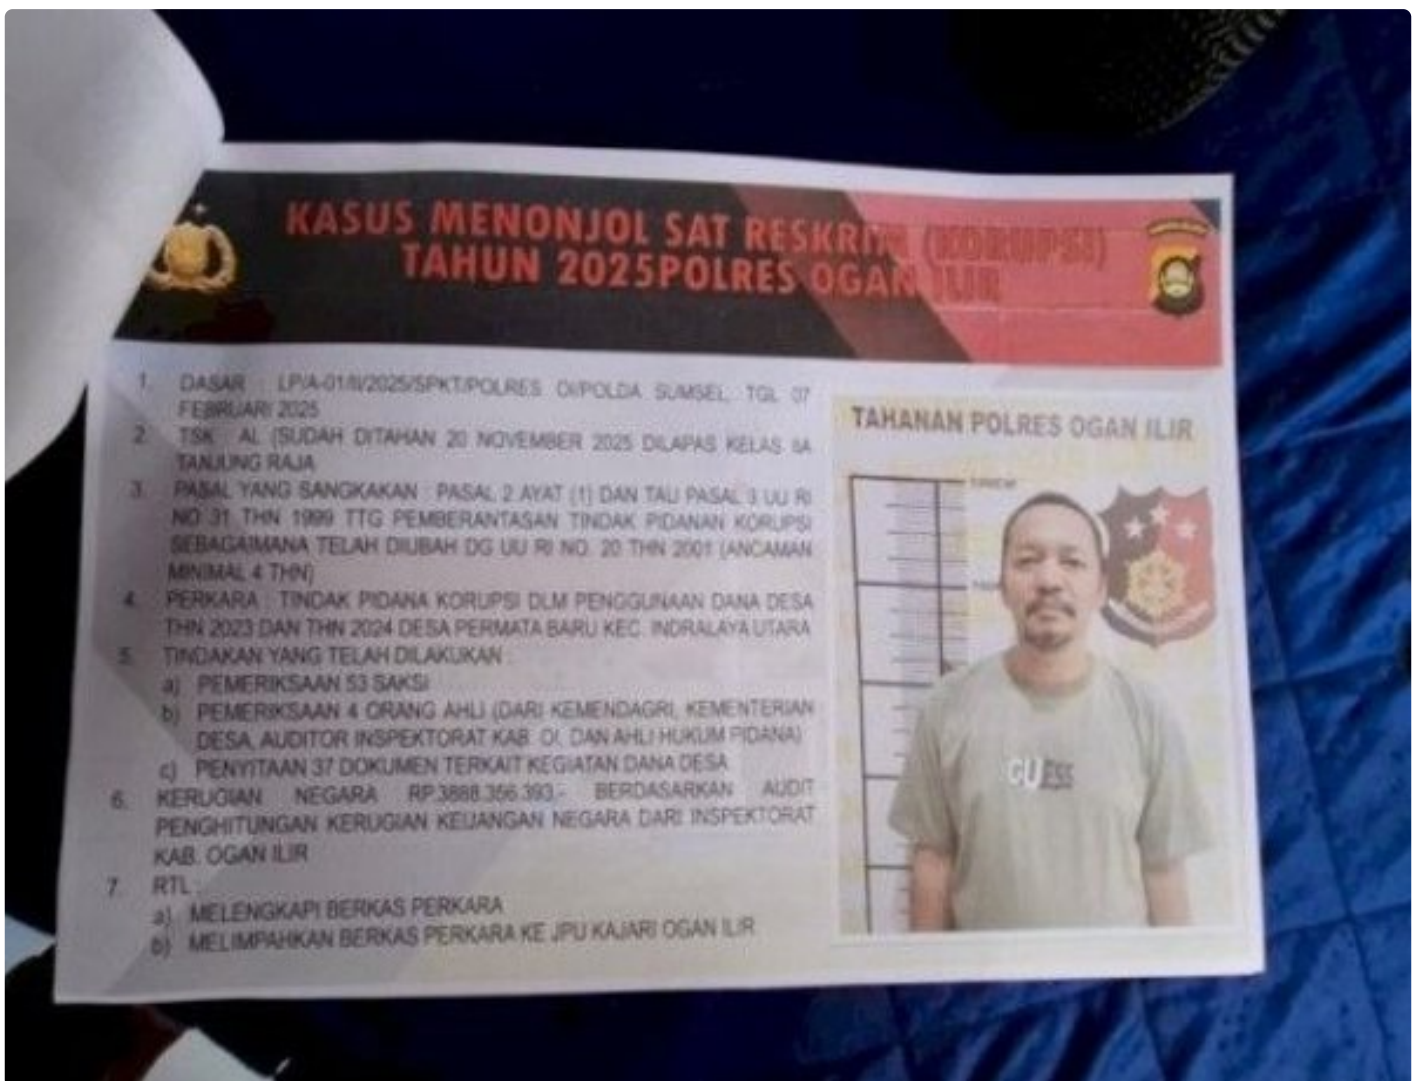 KASUS MENONJOL SAT RESKRIM (KORUPSI)
TAHUN 2025POLRES OGAN ILIR
1. DASAR : LP/A-01/II/2025/SPKT/POLRES OI/POLDA SUMSEL, TGL 07
FEBRUARI 2025
2. TSK : AL (SUDAH DITAHAN 20 NOVEMBER 2025 DILAPAS KELAS IIA
TANJUNG RAJA
3. PASAL YANG SANGKAKAN : PASAL 2 AYAT (1) DAN TAU PASAL 3 UU RI
NO 31 THN 1999 TTG PEMBERANTASAN TINDAK PIDANAN KORUPSI
SEBAGAIMANA TELAH DIUBAH DG UU RI NO. 20 THN 2001 (ANCAMAN
MINIMAL 4 THN)
4. PERKARA : TINDAK PIDANA KORUPSI DLM PENGGUNAAN DANA DESA
THN 2023 DAN THN 2024 DESA PERMATA BARU KEC. INDRALAYA UTARA
5. TINDAKAN YANG TELAH DILAKUKAN :
a) PEMERIKSAAN 53 SAKSI
b) PEMERIKSAAN 4 ORANG AHLI (DARI KEMENDAGRI, KEMENTERIAN
DESA, AUDITOR INSPEKTORAT KAB. OI, DAN AHLI HUKUM PIDANA)
c) PENYITAAN 37 DOKUMEN TERKAIT KEGIATAN DANA DESA
6. KERUGIAN NEGARA RP.3888.356.393,- BERDASARKAN AUDIT
PENGHITUNGAN KERUGIAN KEUANGAN NEGARA DARI INSPEKTORAT
KAB. OGAN ILIR
7. RTL :
a) MELENGKAPI BERKAS PERKARA
b) MELIMPAHKAN BERKAS PERKARA KE JPU KAJARI OGAN ILIR
TAHANAN POLRES OGAN ILIR
GUESS